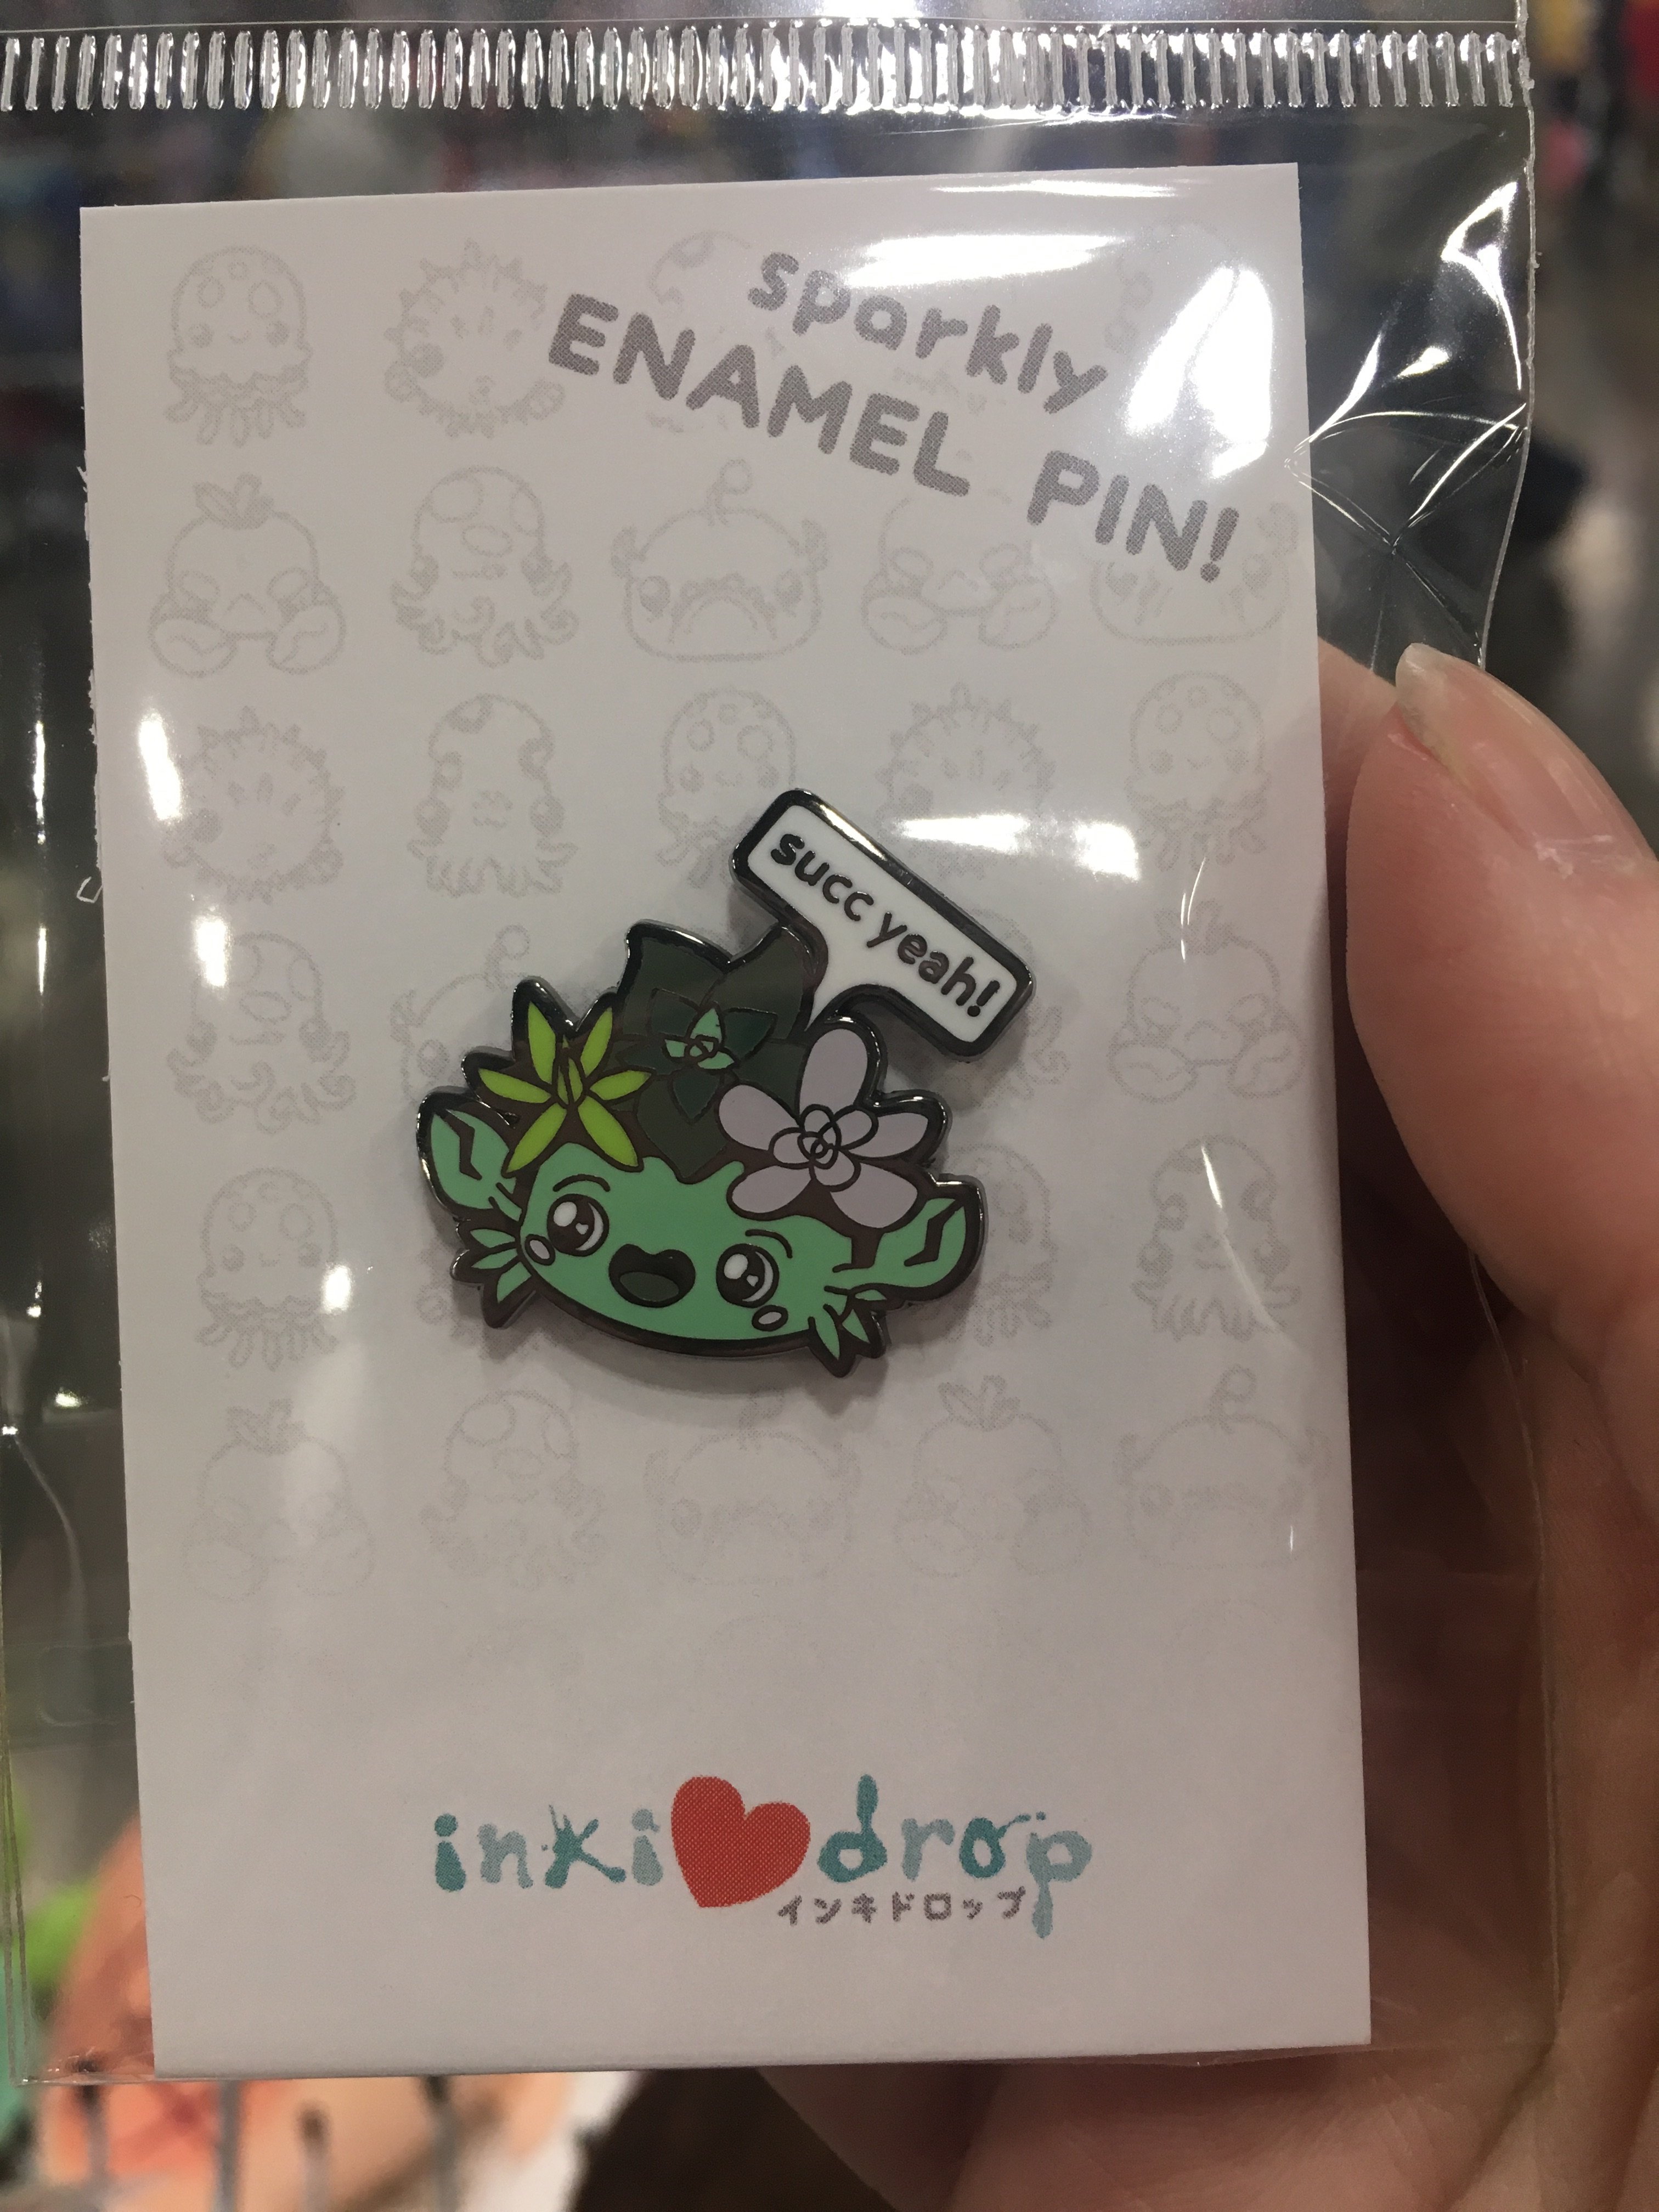 sparkly
ENAMEL PIN!
succ yeah!
inki drop
インキドロップ